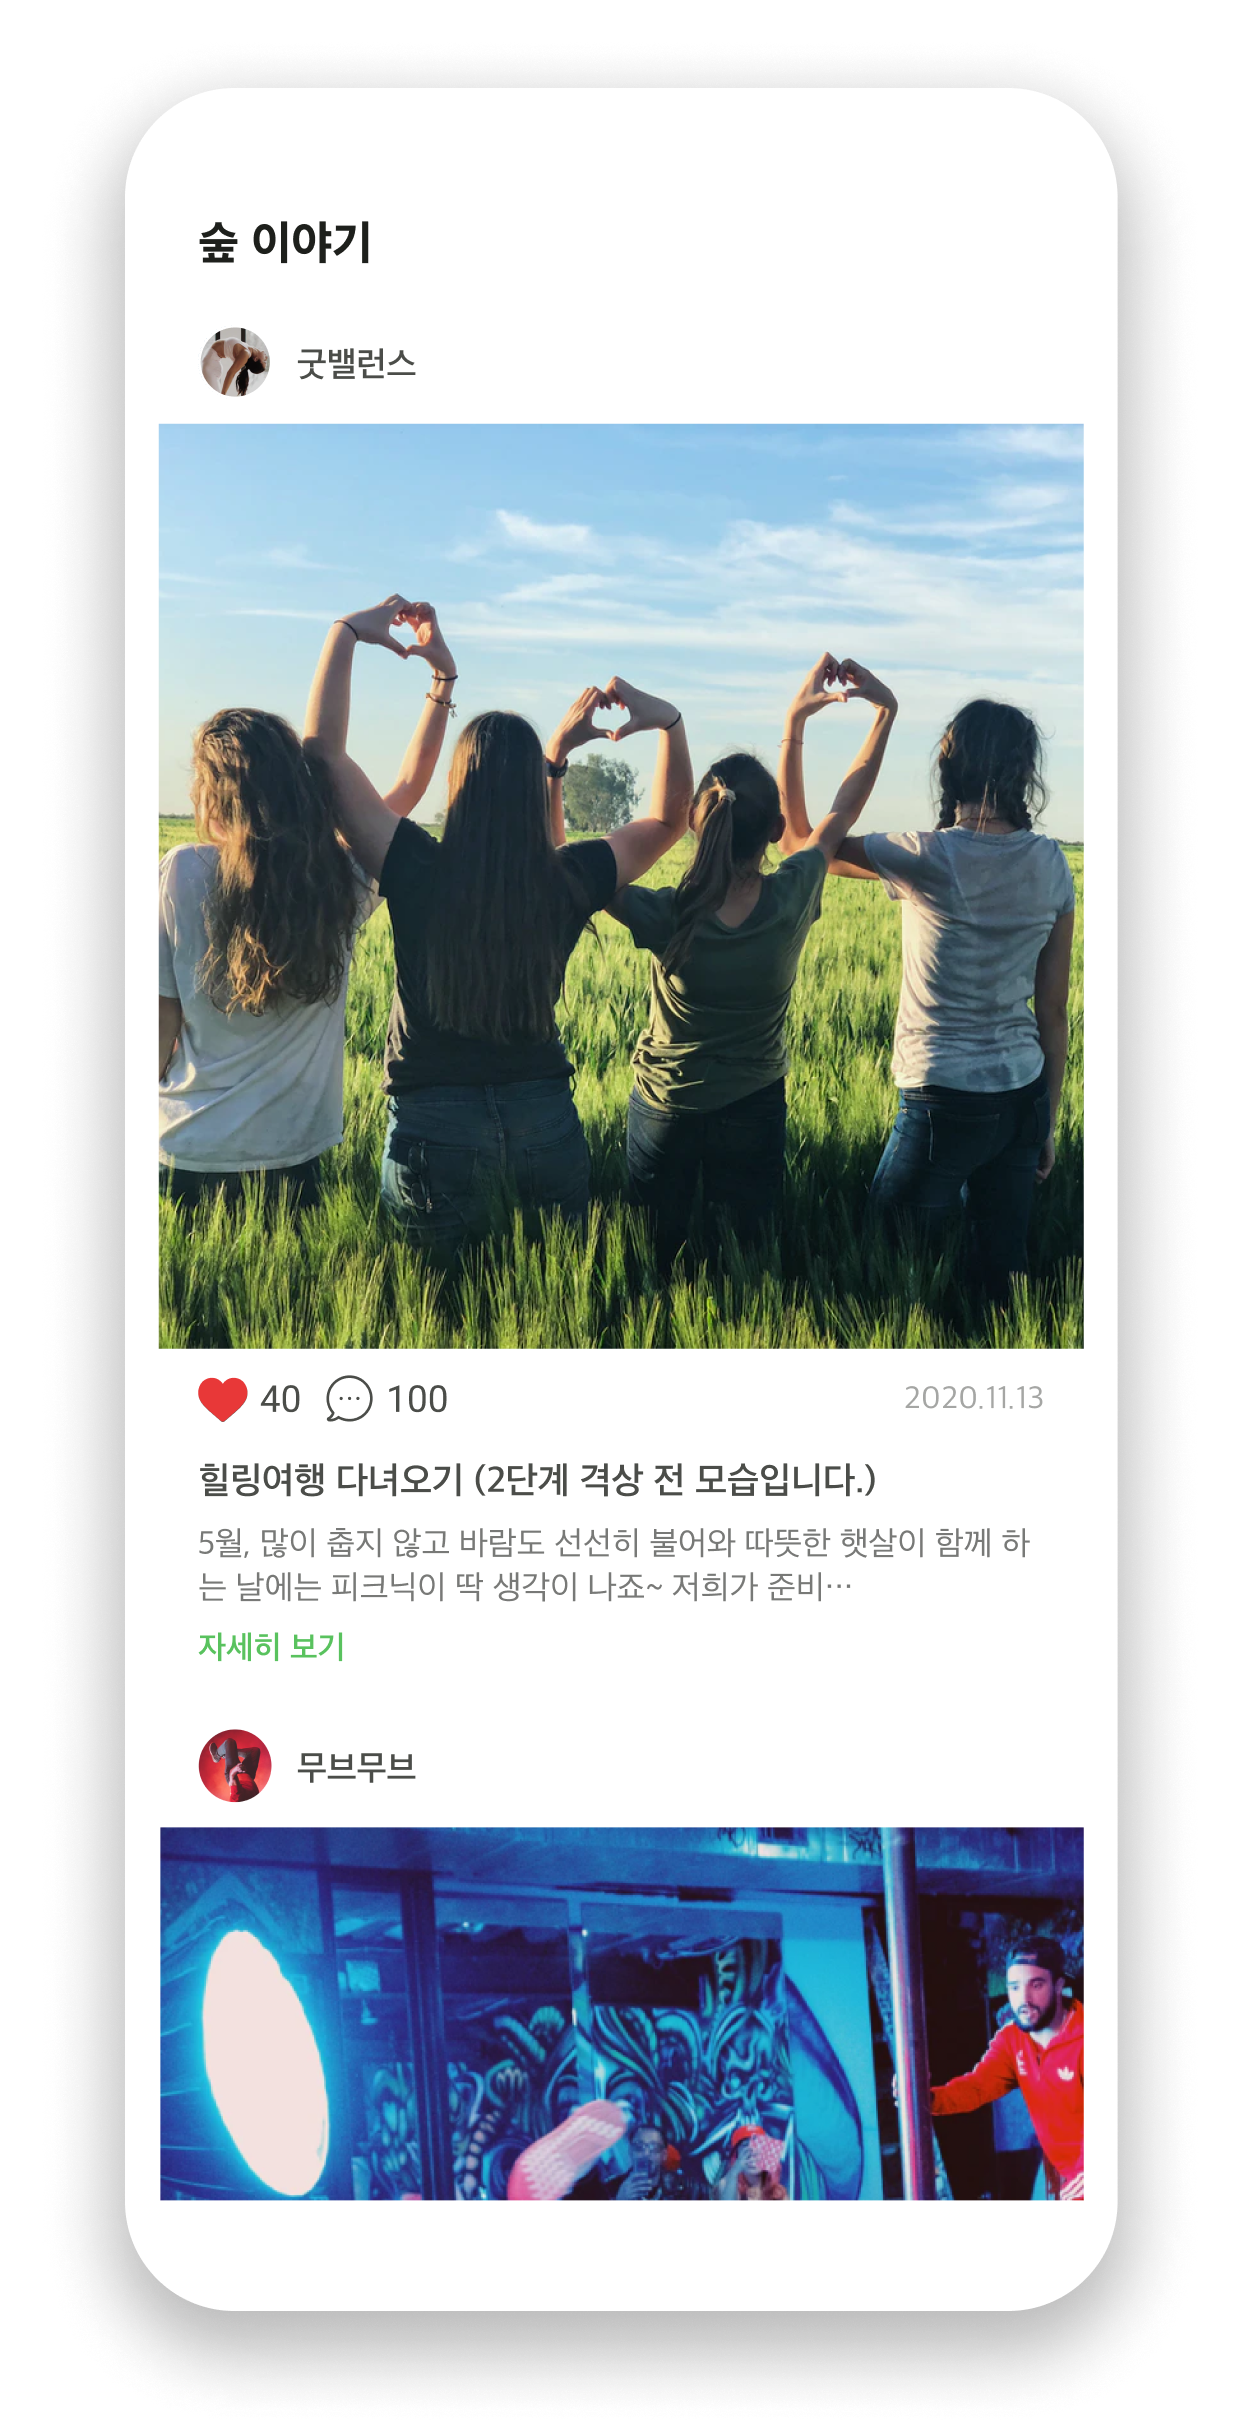 숲 이야기
굿밸런스
40 100 2020.11.13
힐링여행 다녀오기 (2단계 격상 전 모습입니다.)
5월, 많이 춥지 않고 바람도 선선히 불어와 따뜻한 햇살이 함께 하
는 날에는 피크닉이 딱 생각이 나죠~ 저희가 준비…
자세히 보기
무브무브